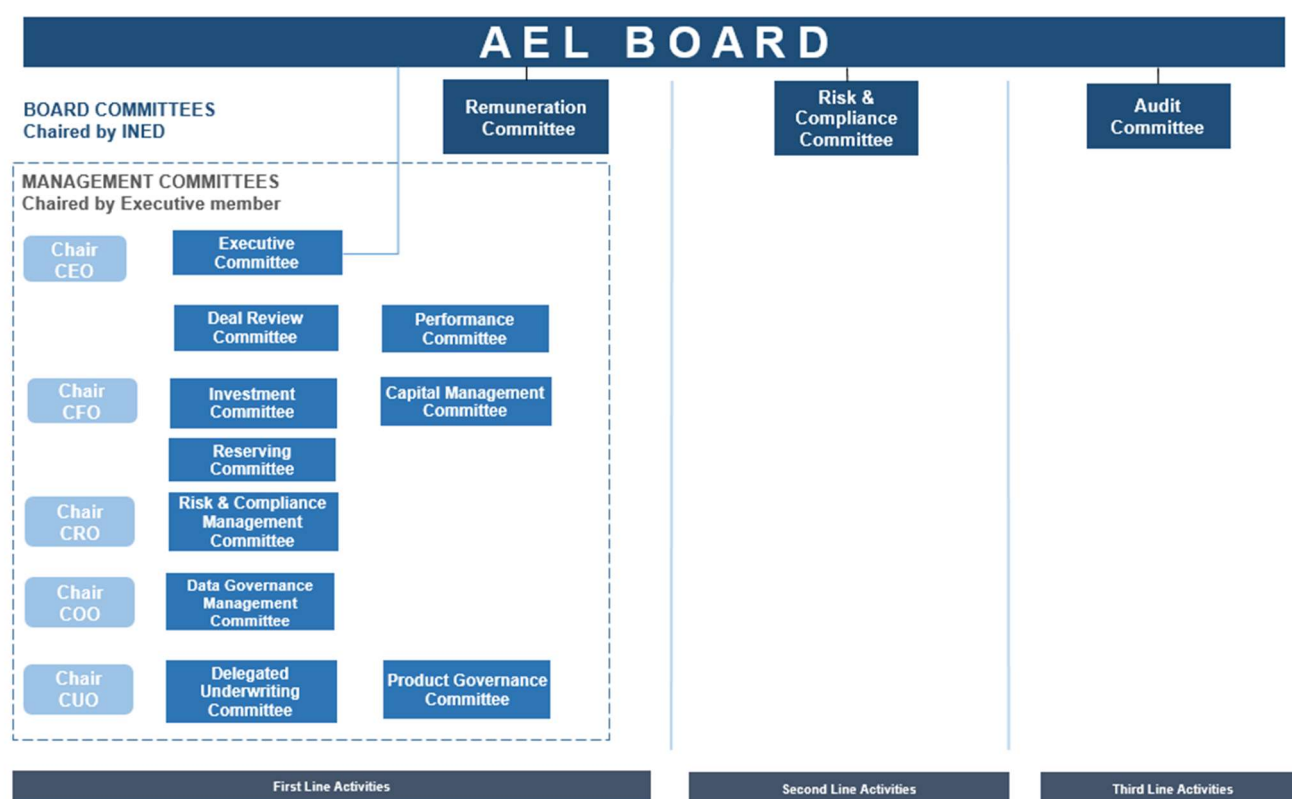 AEL BOARD
BOARD COMMITTEES
Chaired by INED
Remuneration
Committee
Risk &
Compliance
Committee
Audit
Committee
MANAGEMENT COMMITTEES
Chaired by Executive member
Chair
CEO
Executive
Committee
Deal Review
Committee
Performance
Committee
Chair
CFO
Investment
Committee
Capital Management
Committee
Reserving
Committee
Chair
CRO
Risk & Compliance
Management
Committee
Chair
COO
Data Governance
Management
Committee
Chair
CUO
Delegated
Underwriting
Committee
Product Governance
Committee
First Line Activities
Second Line Activities
Third Line Activities